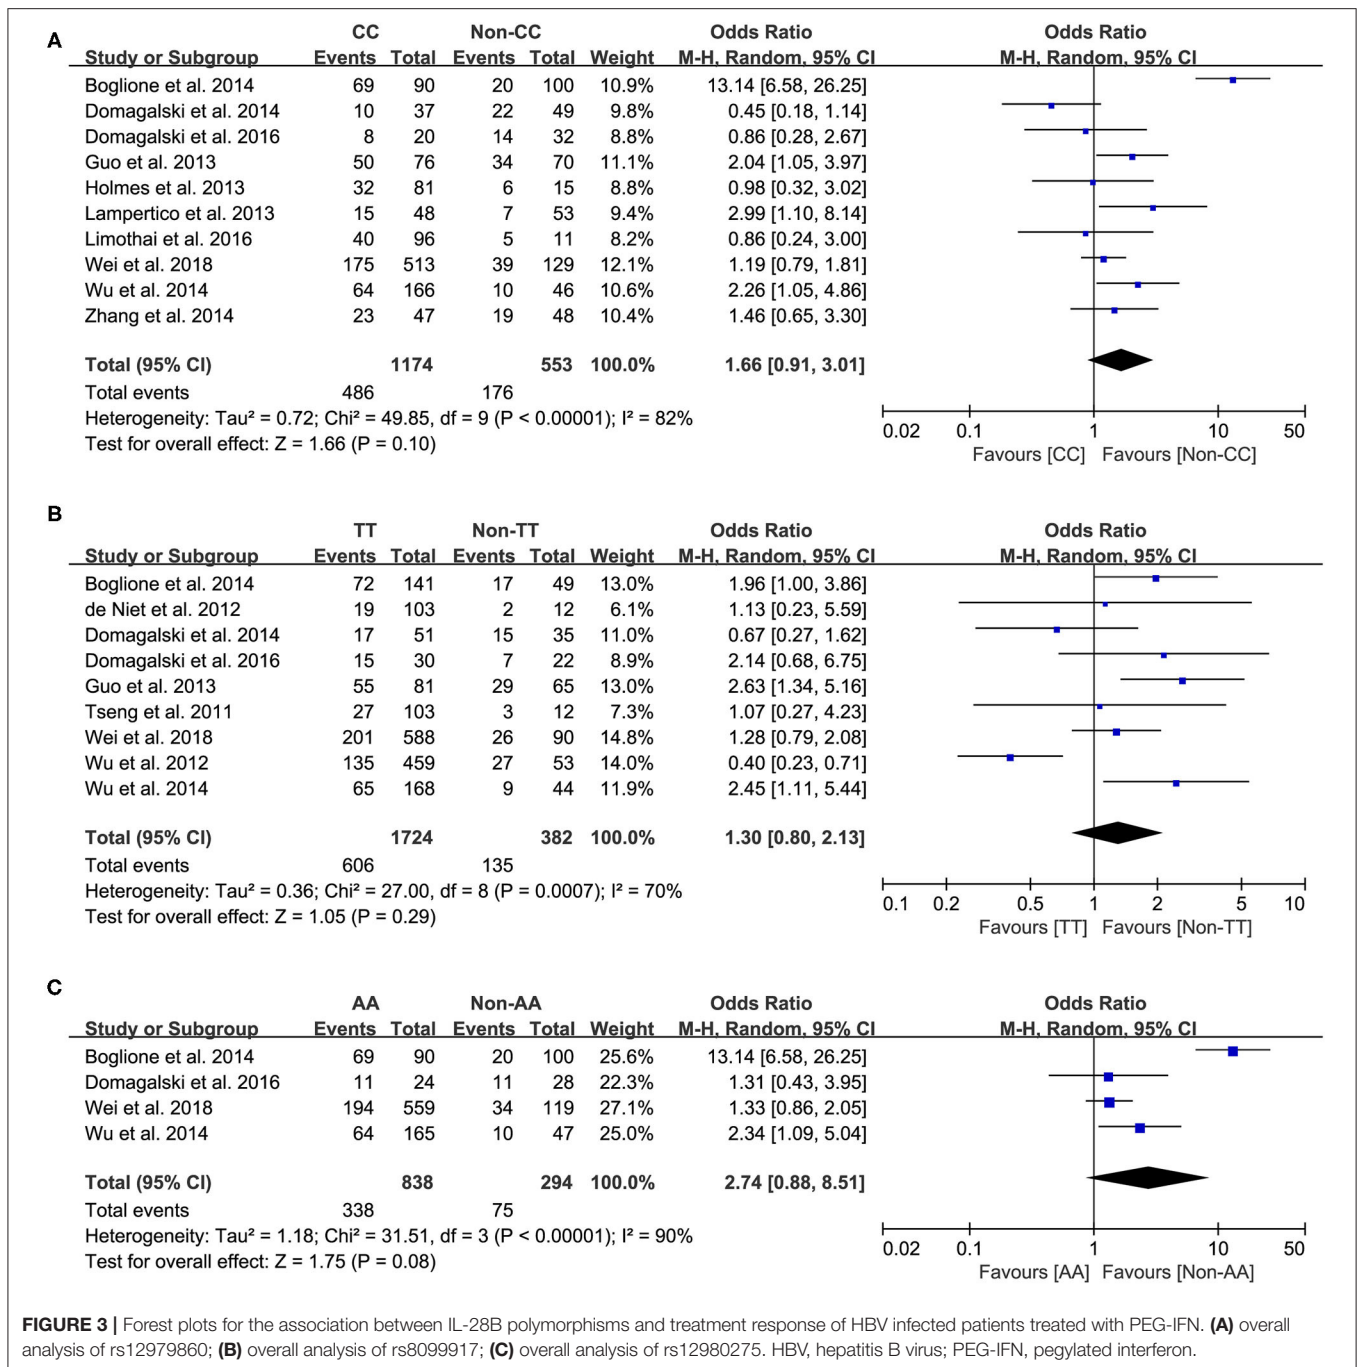 A
CC Non-CC Odds Ratio Odds Ratio
Study or Subgroup Events Total Events Total Weight M-H, Random, 95% CI M-H, Random, 95% CI
Boglione et al. 2014 69 90 20 100 10.9% 13.14 [6.58, 26.25]
Domagalski et al. 2014 10 37 22 49 9.8% 0.45 [0.18, 1.14]
Domagalski et al. 2016 8 20 14 32 8.8% 0.86 [0.28, 2.67]
Guo et al. 2013 50 76 34 70 11.1% 2.04 [1.05, 3.97]
Holmes et al. 2013 32 81 6 15 8.8% 0.98 [0.32, 3.02]
Lampertico et al. 2013 15 48 7 53 9.4% 2.99 [1.10, 8.14]
Limothai et al. 2016 40 96 5 11 8.2% 0.86 [0.24, 3.00]
Wei et al. 2018 175 513 39 129 12.1% 1.19 [0.79, 1.81]
Wu et al. 2014 64 166 10 46 10.6% 2.26 [1.05, 4.86]
Zhang et al. 2014 23 47 19 48 10.4% 1.46 [0.65, 3.30]
Total (95% CI) 1174 553 100.0% 1.66 [0.91, 3.01]
Total events 486 176
Heterogeneity: Tau² = 0.72; Chi² = 49.85, df = 9 (P < 0.00001); I² = 82%
Test for overall effect: Z = 1.66 (P = 0.10)
0.02 0.1 1 10 50
Favours [CC] Favours [Non-CC]
B
TT Non-TT Odds Ratio Odds Ratio
Study or Subgroup Events Total Events Total Weight M-H, Random, 95% CI M-H, Random, 95% CI
Boglione et al. 2014 72 141 17 49 13.0% 1.96 [1.00, 3.86]
de Niet et al. 2012 19 103 2 12 6.1% 1.13 [0.23, 5.59]
Domagalski et al. 2014 17 51 15 35 11.0% 0.67 [0.27, 1.62]
Domagalski et al. 2016 15 30 7 22 8.9% 2.14 [0.68, 6.75]
Guo et al. 2013 55 81 29 65 13.0% 2.63 [1.34, 5.16]
Tseng et al. 2011 27 103 3 12 7.3% 1.07 [0.27, 4.23]
Wei et al. 2018 201 588 26 90 14.8% 1.28 [0.79, 2.08]
Wu et al. 2012 135 459 27 53 14.0% 0.40 [0.23, 0.71]
Wu et al. 2014 65 168 9 44 11.9% 2.45 [1.11, 5.44]
Total (95% CI) 1724 382 100.0% 1.30 [0.80, 2.13]
Total events 606 135
Heterogeneity: Tau² = 0.36; Chi² = 27.00, df = 8 (P = 0.0007); I² = 70%
Test for overall effect: Z = 1.05 (P = 0.29)
0.1 0.2 0.5 1 2 5 10
Favours [TT] Favours [Non-TT]
C
AA Non-AA Odds Ratio Odds Ratio
Study or Subgroup Events Total Events Total Weight M-H, Random, 95% CI M-H, Random, 95% CI
Boglione et al. 2014 69 90 20 100 25.6% 13.14 [6.58, 26.25]
Domagalski et al. 2016 11 24 11 28 22.3% 1.31 [0.43, 3.95]
Wei et al. 2018 194 559 34 119 27.1% 1.33 [0.86, 2.05]
Wu et al. 2014 64 165 10 47 25.0% 2.34 [1.09, 5.04]
Total (95% CI) 838 294 100.0% 2.74 [0.88, 8.51]
Total events 338 75
Heterogeneity: Tau² = 1.18; Chi² = 31.51, df = 3 (P < 0.00001); I² = 90%
Test for overall effect: Z = 1.75 (P = 0.08)
0.02 0.1 1 10 50
Favours [AA] Favours [Non-AA]
FIGURE 3 | Forest plots for the association between IL-28B polymorphisms and treatment response of HBV infected patients treated with PEG-IFN. (A) overall
analysis of rs12979860; (B) overall analysis of rs8099917; (C) overall analysis of rs12980275. HBV, hepatitis B virus; PEG-IFN, pegylated interferon.